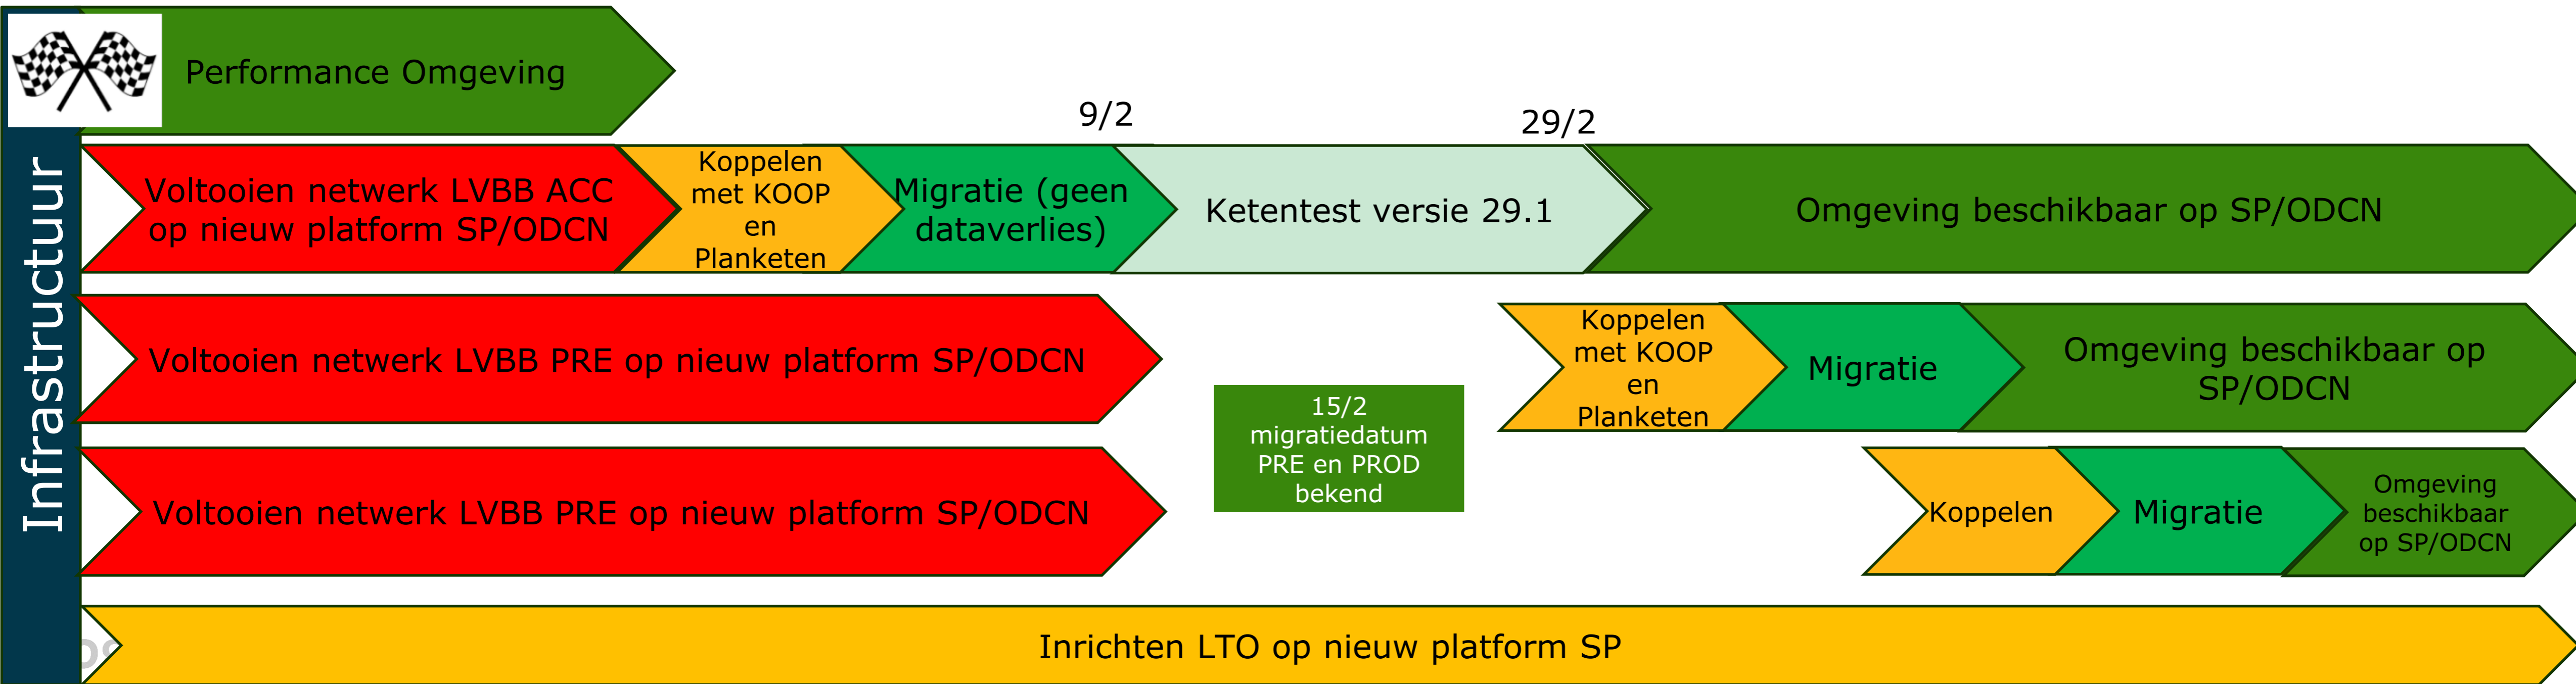 Infrastructuur
Performance Omgeving
9/2
29/2
Voltooien netwerk LVBB ACC
op nieuw platform SP/ODCN
Koppelen
met KOOP
en
Planketen
Migratie (geen
dataverlies)
Ketentest versie 29.1
Omgeving beschikbaar op SP/ODCN
Voltooien netwerk LVBB PRE op nieuw platform SP/ODCN
Koppelen
met KOOP
en
Planketen
Migratie
Omgeving beschikbaar op
SP/ODCN
15/2
migratiedatum
PRE en PROD
bekend
Voltooien netwerk LVBB PRE op nieuw platform SP/ODCN
Koppelen
Migratie
Omgeving
beschikbaar
op SP/ODCN
Inrichten LTO op nieuw platform SP